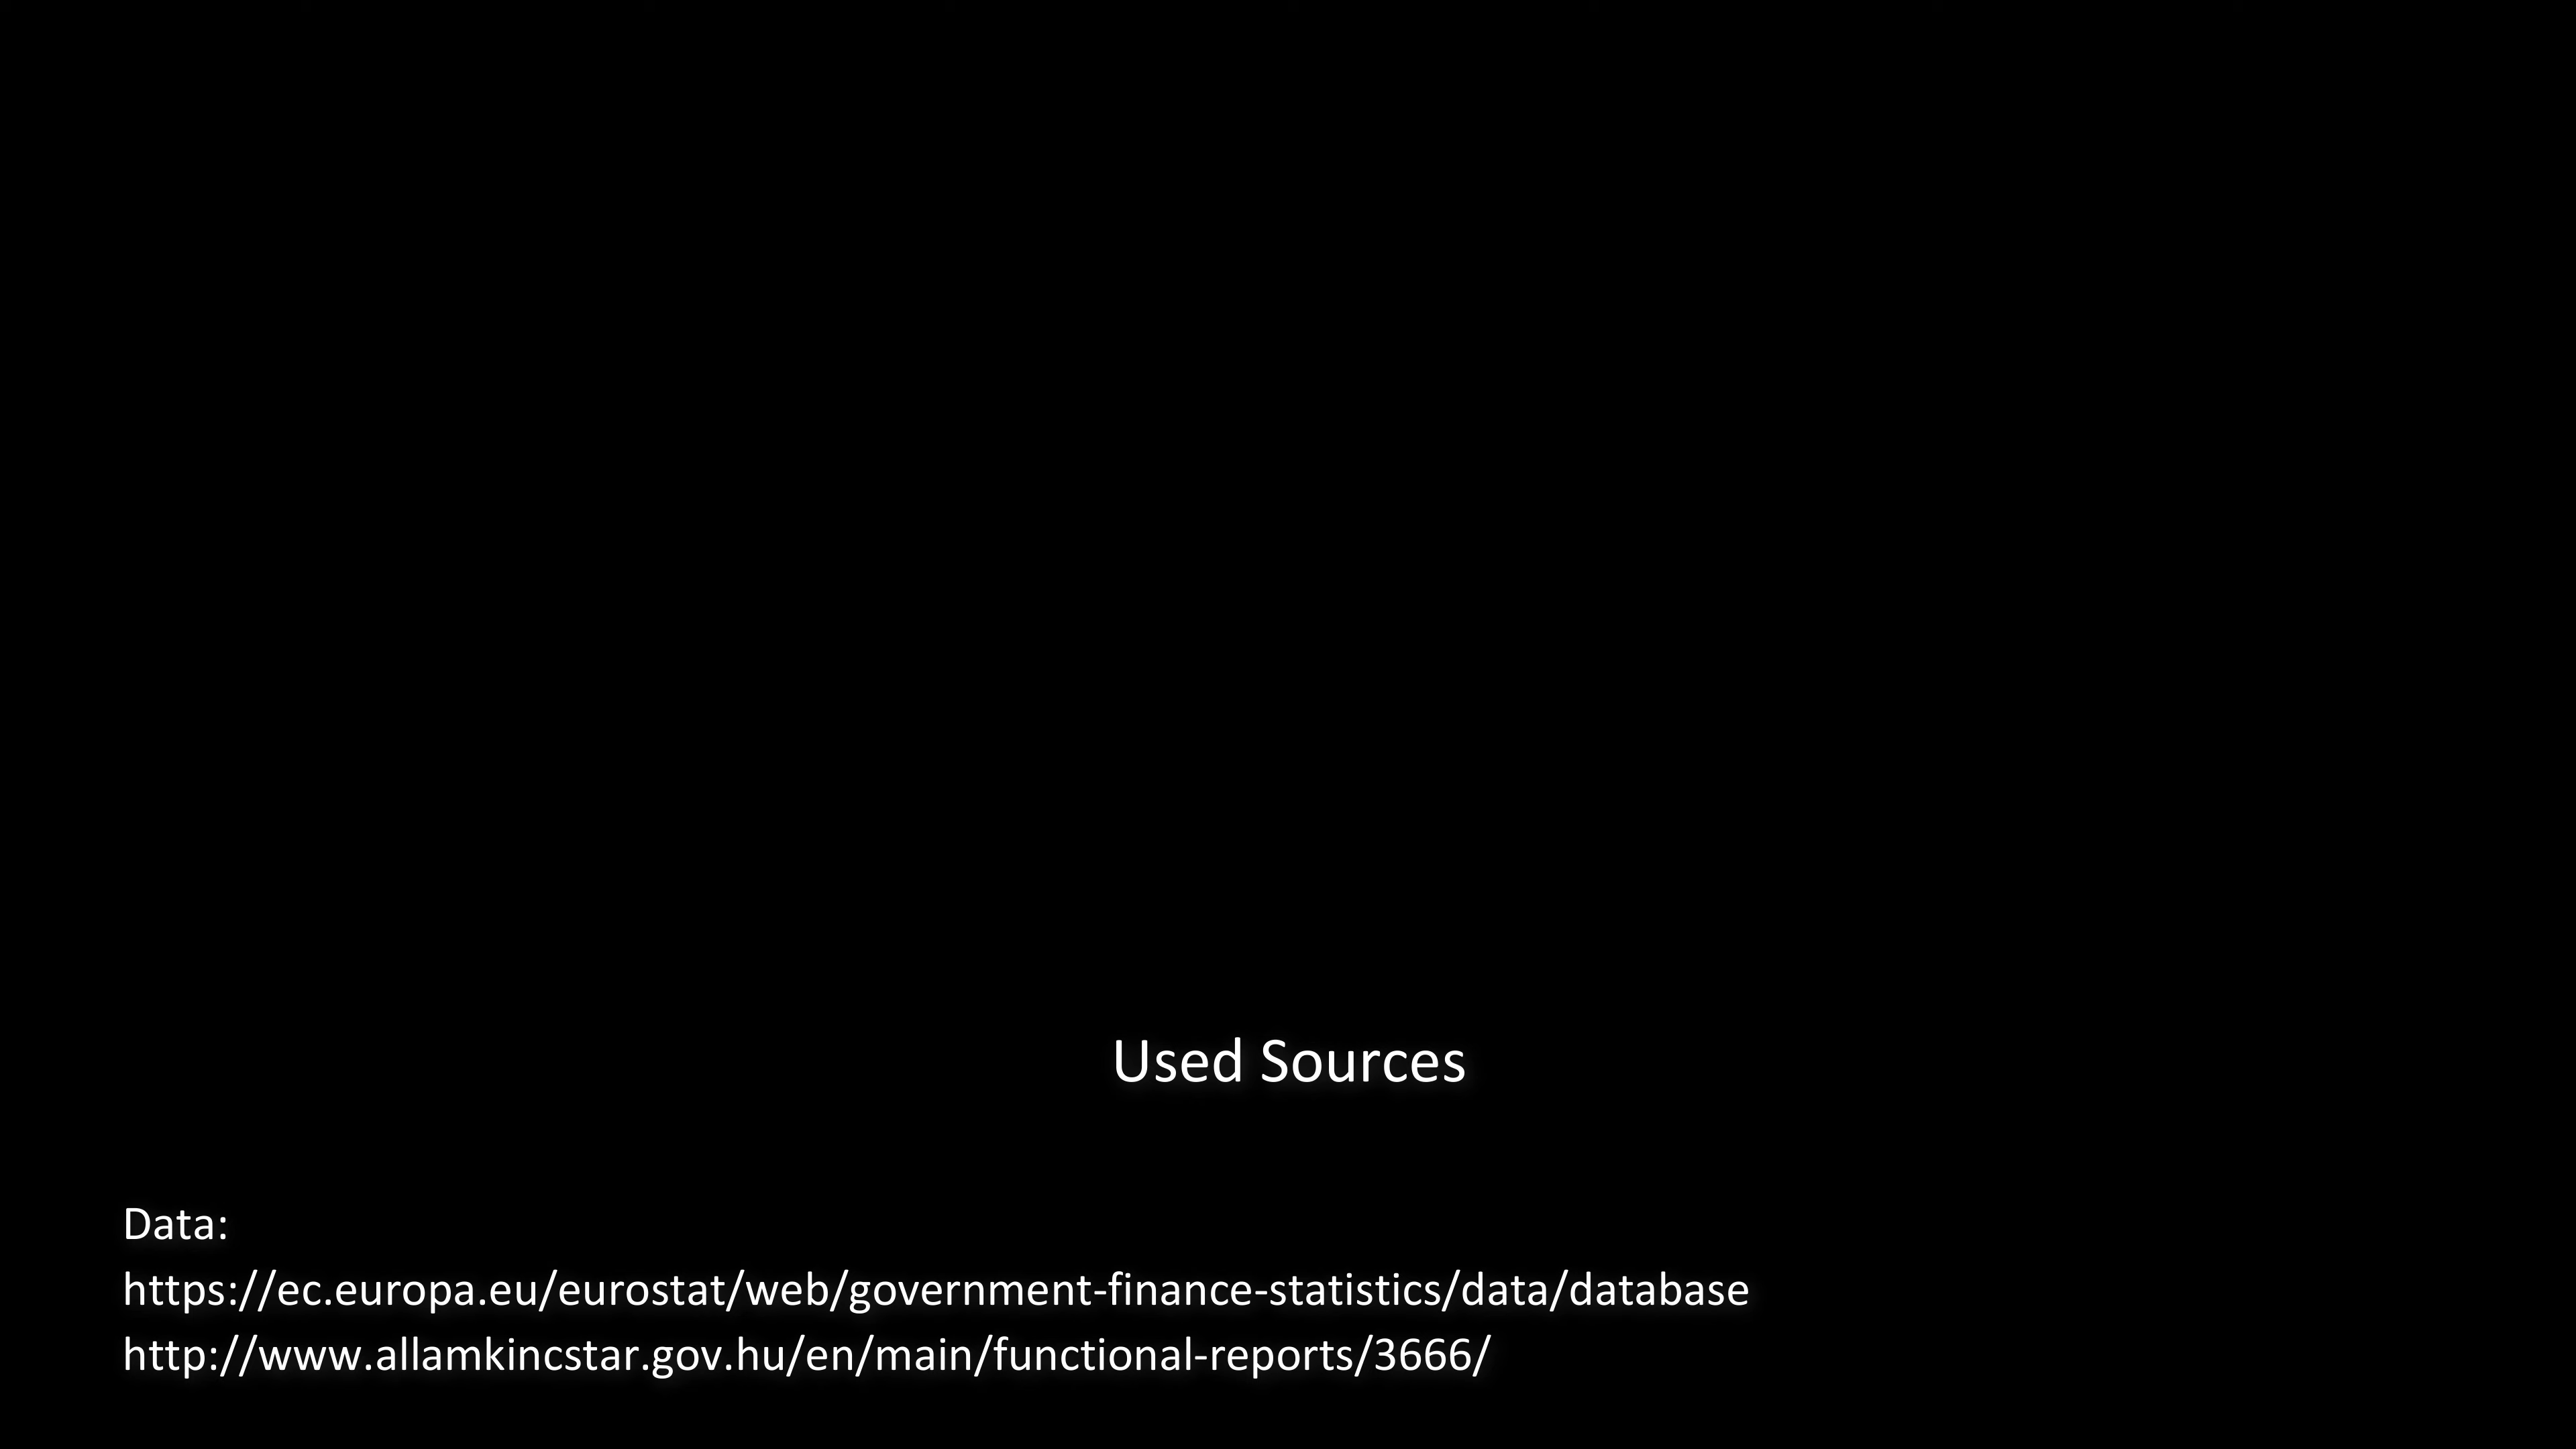 Used Sources
Data:
https://ec.europa.eu/eurostat/web/government-finance-statistics/data/database
http://www.allamkincstar.gov.hu/en/main/functional-reports/3666/